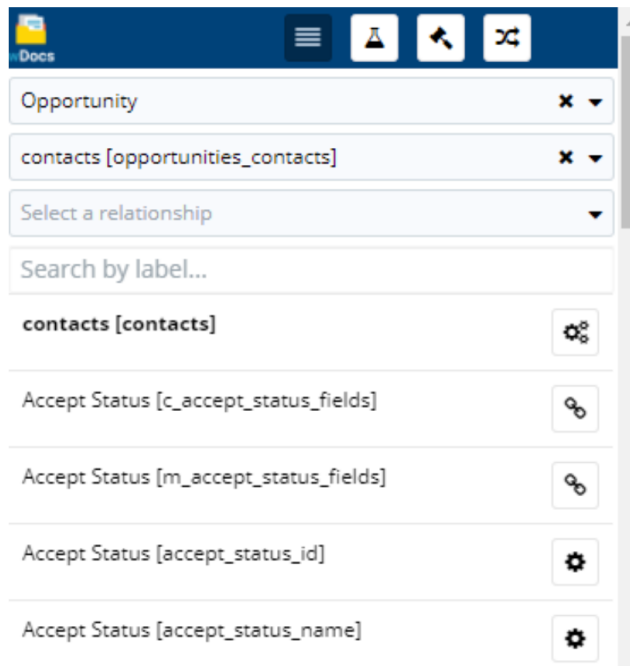 wDocs
Opportunity
contacts [opportunities_contacts]
Select a relationship
Search by label...
contacts [contacts]
Accept Status [c_accept_status_fields]
Accept Status [m_accept_status_fields]
Accept Status [accept_status_id]
Accept Status [accept_status_name]